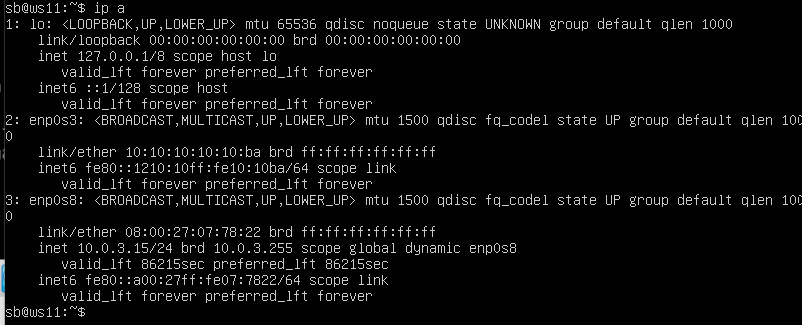 sb@ws11:~$ ip a
1: lo: <LOOPBACK,UP,LOWER_UP> mtu 65536 qdisc noqueue state UNKNOWN group default qlen 1000
    link/loopback 00:00:00:00:00:00 brd 00:00:00:00:00:00
    inet 127.0.0.1/8 scope host lo
       valid_lft forever preferred_lft forever
    inet6 ::1/128 scope host
       valid_lft forever preferred_lft forever
2: enp0s3: <BROADCAST,MULTICAST,UP,LOWER_UP> mtu 1500 qdisc fq_codel state UP group default qlen 100
0
    link/ether 10:10:10:10:10:ba brd ff:ff:ff:ff:ff:ff
    inet6 fe80::1210:10ff:fe10:10ba/64 scope link
       valid_lft forever preferred_lft forever
3: enp0s8: <BROADCAST,MULTICAST,UP,LOWER_UP> mtu 1500 qdisc fq_codel state UP group default qlen 100
0
    link/ether 08:00:27:07:78:22 brd ff:ff:ff:ff:ff:ff
    inet 10.0.3.15/24 brd 10.0.3.255 scope global dynamic enp0s8
       valid_lft 86215sec preferred_lft 86215sec
    inet6 fe80::a00:27ff:fe07:7822/64 scope link
       valid_lft forever preferred_lft forever
sb@ws11:~$